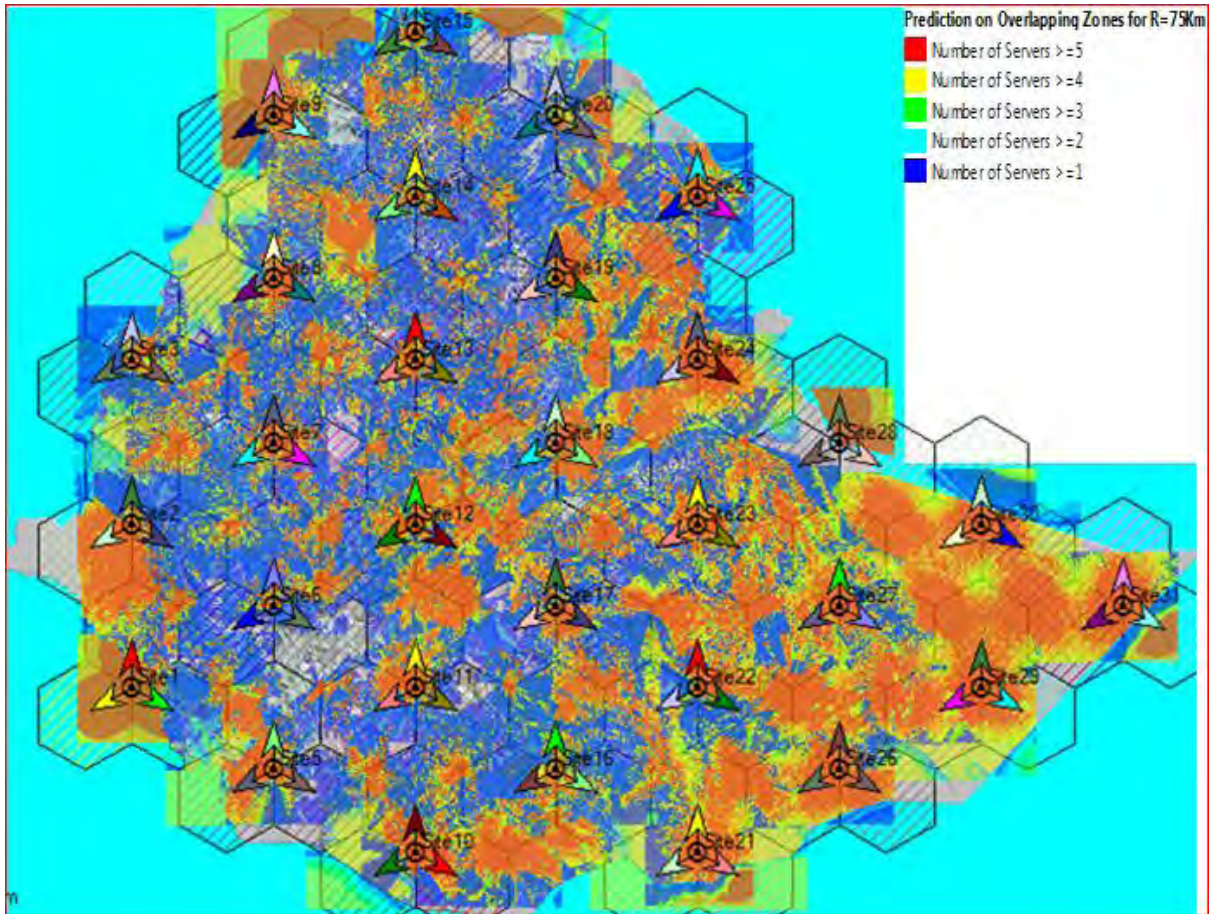 Prediction on Overlapping Zones for R=75Km
Number of Servers >=5
Number of Servers >=4
Number of Servers >=3
Number of Servers >=2
Number of Servers >=1
Site15
Site9
Site20
Site14
Site25
Site8
Site19
Site3
Site13
Site24
Site7
Site18
Site28
Site2
Site12
Site23
Site6
Site17
Site27
Site31
Site1
Site11
Site22
Site29
Site5
Site16
Site26
Site10
Site21
m